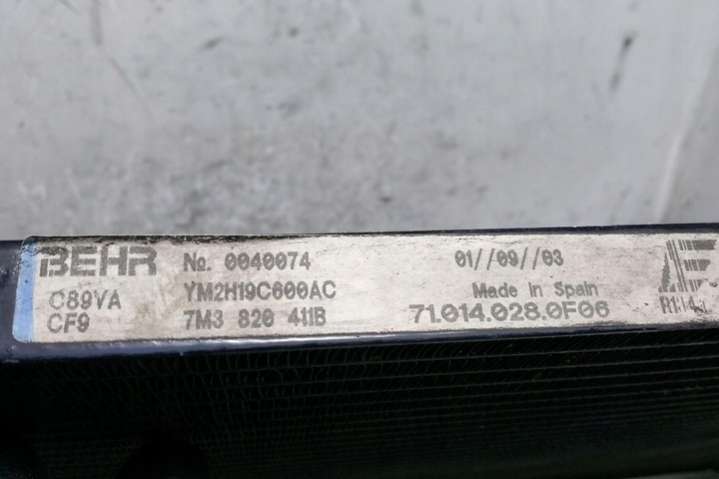 BEHR № 0040074 01//09//03
C89VA YM2H19C600AC Made in Spain
CF9 7M3 820 411B 71.014.028.0F06